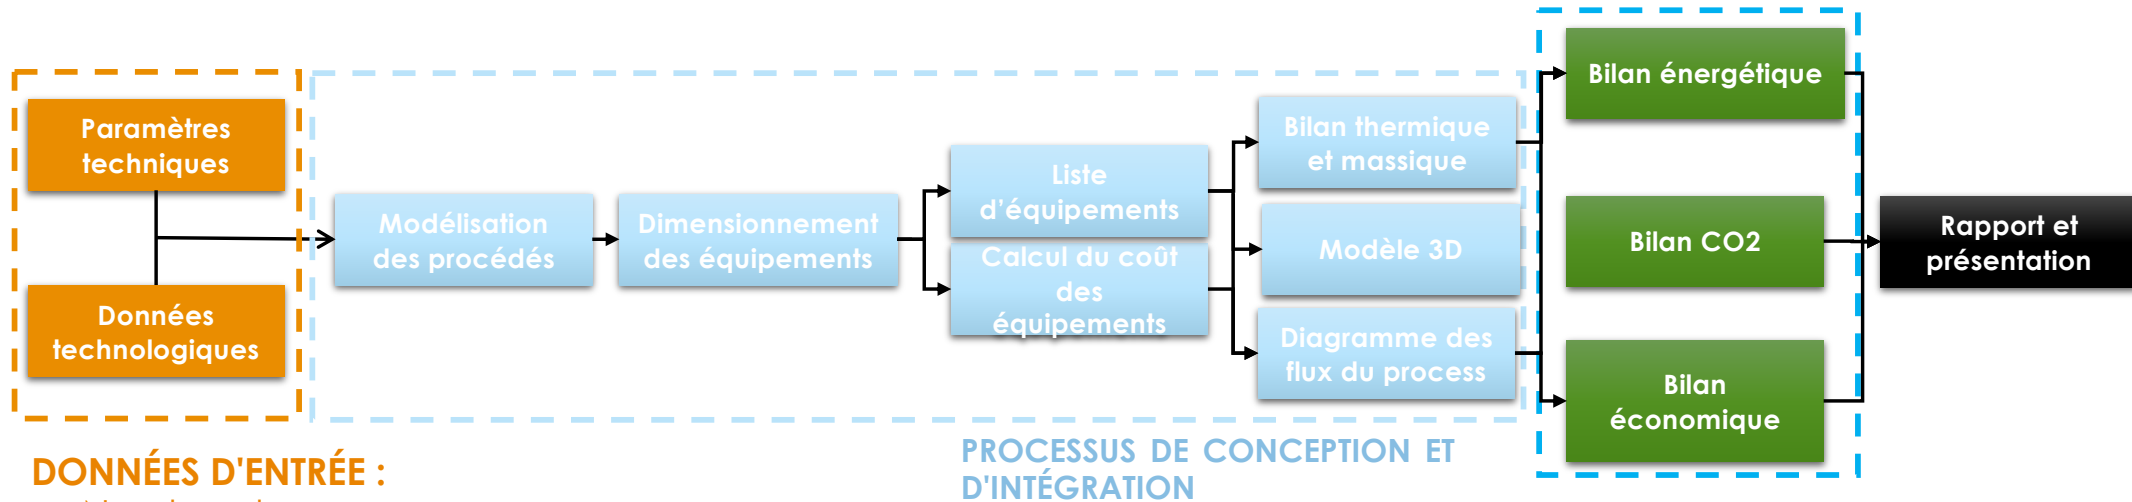 Paramètres
techniques
Données
technologiques
Modélisation
des procédés
Dimensionnement
des équipements
Liste
d'équipements
Calcul du coût
des
équipements
Bilan thermique
et massique
Modèle 3D
Diagramme des
flux du process
Bilan énergétique
Bilan CO2
Bilan
économique
Rapport et
présentation
DONNÉES D'ENTRÉE :
PROCESSUS DE CONCEPTION ET
D'INTÉGRATION